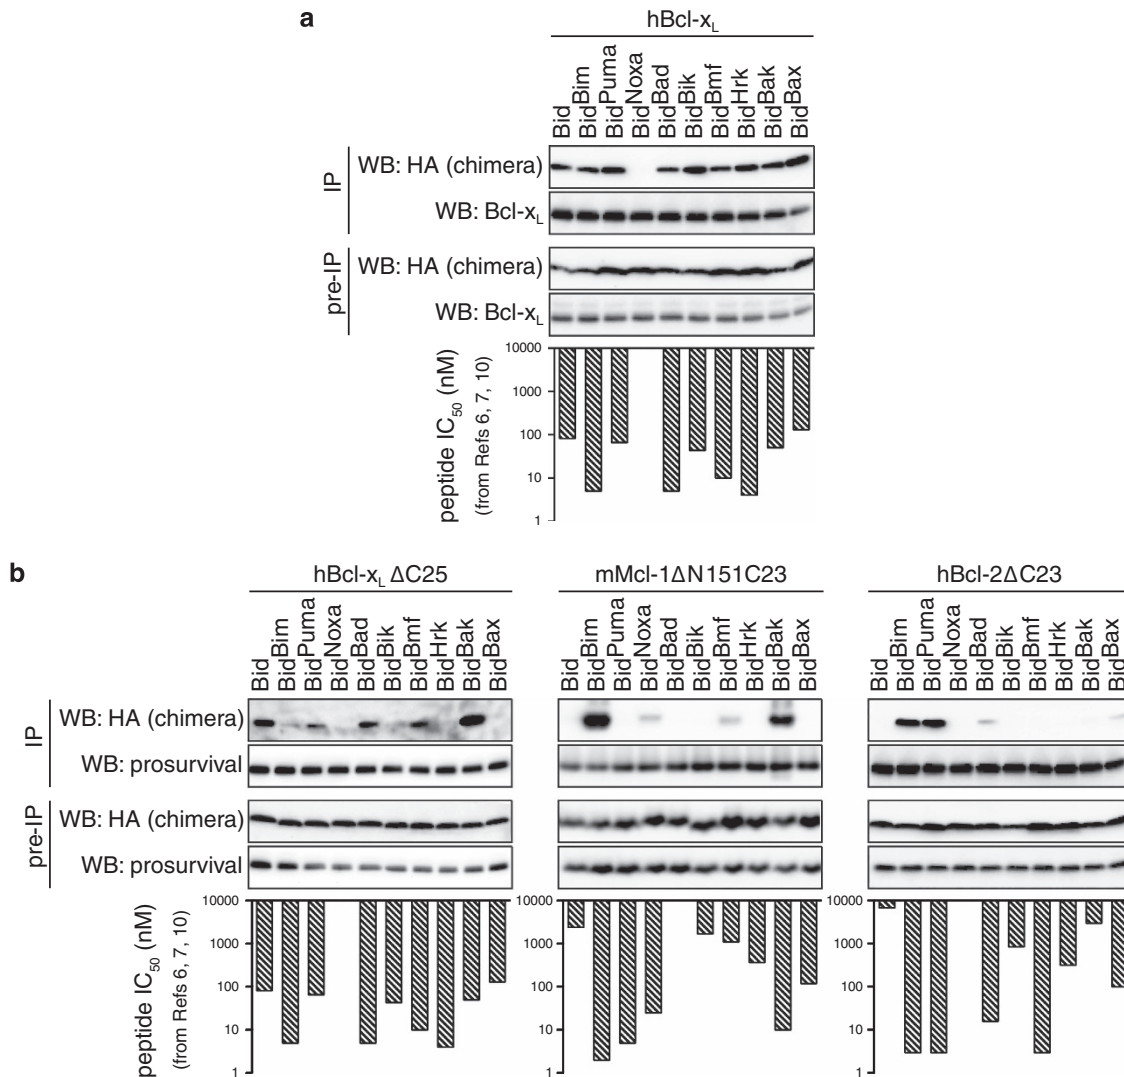 a
hBcl-xL
Bid BidBim BidPuma BidNoxa BidBad BidBik BidBmf BidHrk BidBak BidBax
IP
WB: HA (chimera)
WB: Bcl-xL
pre-IP
WB: HA (chimera)
WB: Bcl-xL
peptide IC50 (nM)
(from Refs 6, 7, 10)
10000
1000
100
10
1
b
hBcl-xL ΔC25
mMcl-1ΔN151C23
hBcl-2ΔC23
Bid BidBim BidPuma BidNoxa BidBad BidBik BidBmf BidHrk BidBak BidBax
Bid BidBim BidPuma BidNoxa BidBad BidBik BidBmf BidHrk BidBak BidBax
Bid BidBim BidPuma BidNoxa BidBad BidBik BidBmf BidHrk BidBak BidBax
IP
WB: HA (chimera)
WB: prosurvival
pre-IP
WB: HA (chimera)
WB: prosurvival
peptide IC50 (nM)
(from Refs 6, 7, 10)
10000
1000
100
10
1
10000
1000
100
10
1
10000
1000
100
10
1